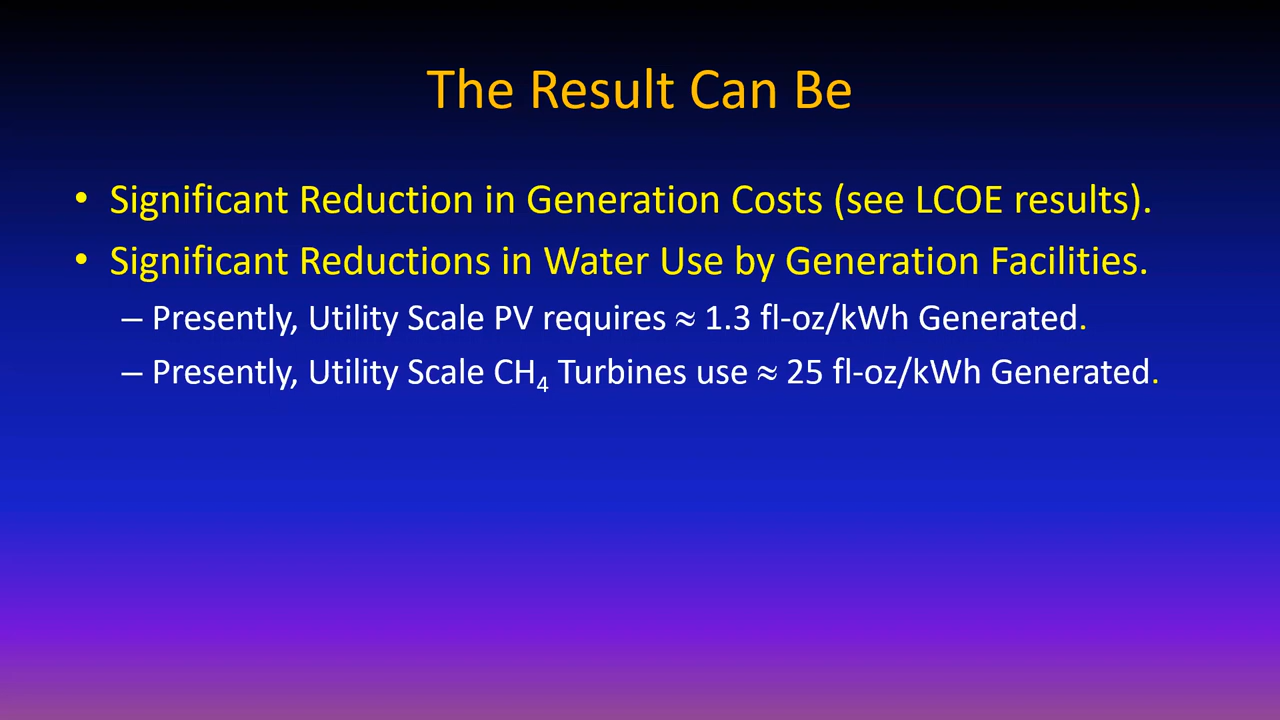 The Result Can Be
• Significant Reduction in Generation Costs (see LCOE results).
• Significant Reductions in Water Use by Generation Facilities.
– Presently, Utility Scale PV requires ≈ 1.3 fl-oz/kWh Generated.
– Presently, Utility Scale CH₄ Turbines use ≈ 25 fl-oz/kWh Generated.